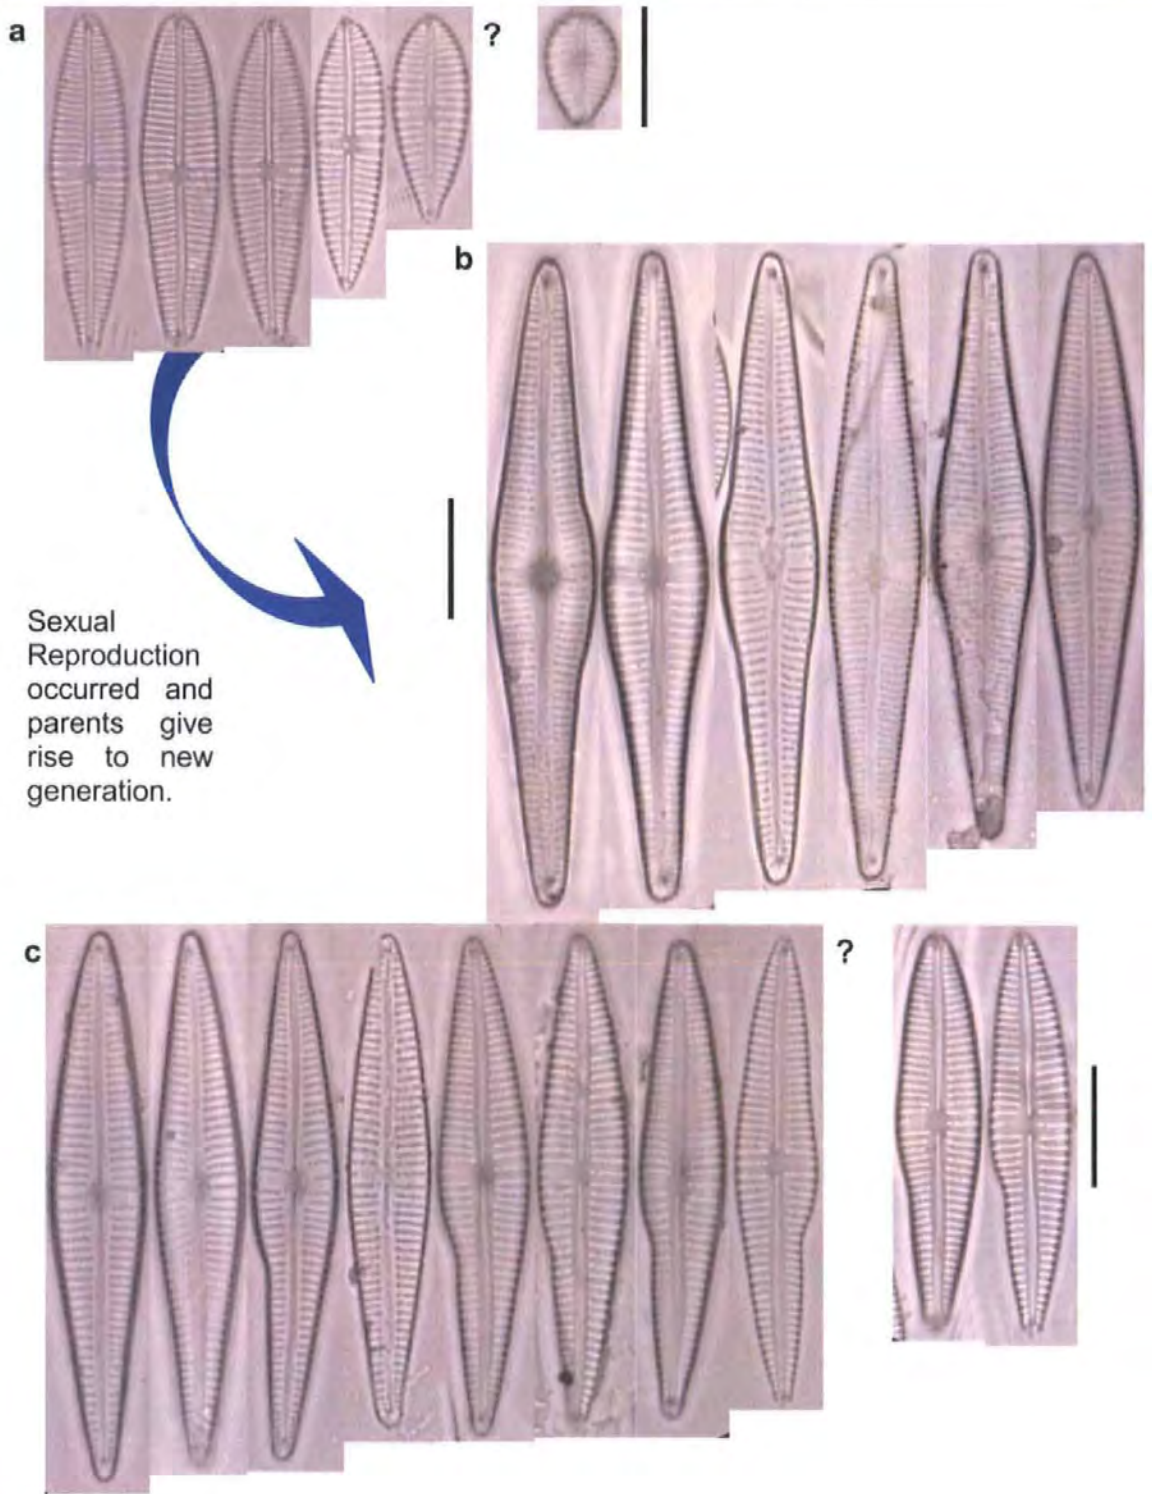 a
?
b
Sexual
Reproduction
occurred and
parents give
rise to new
generation.
c
?